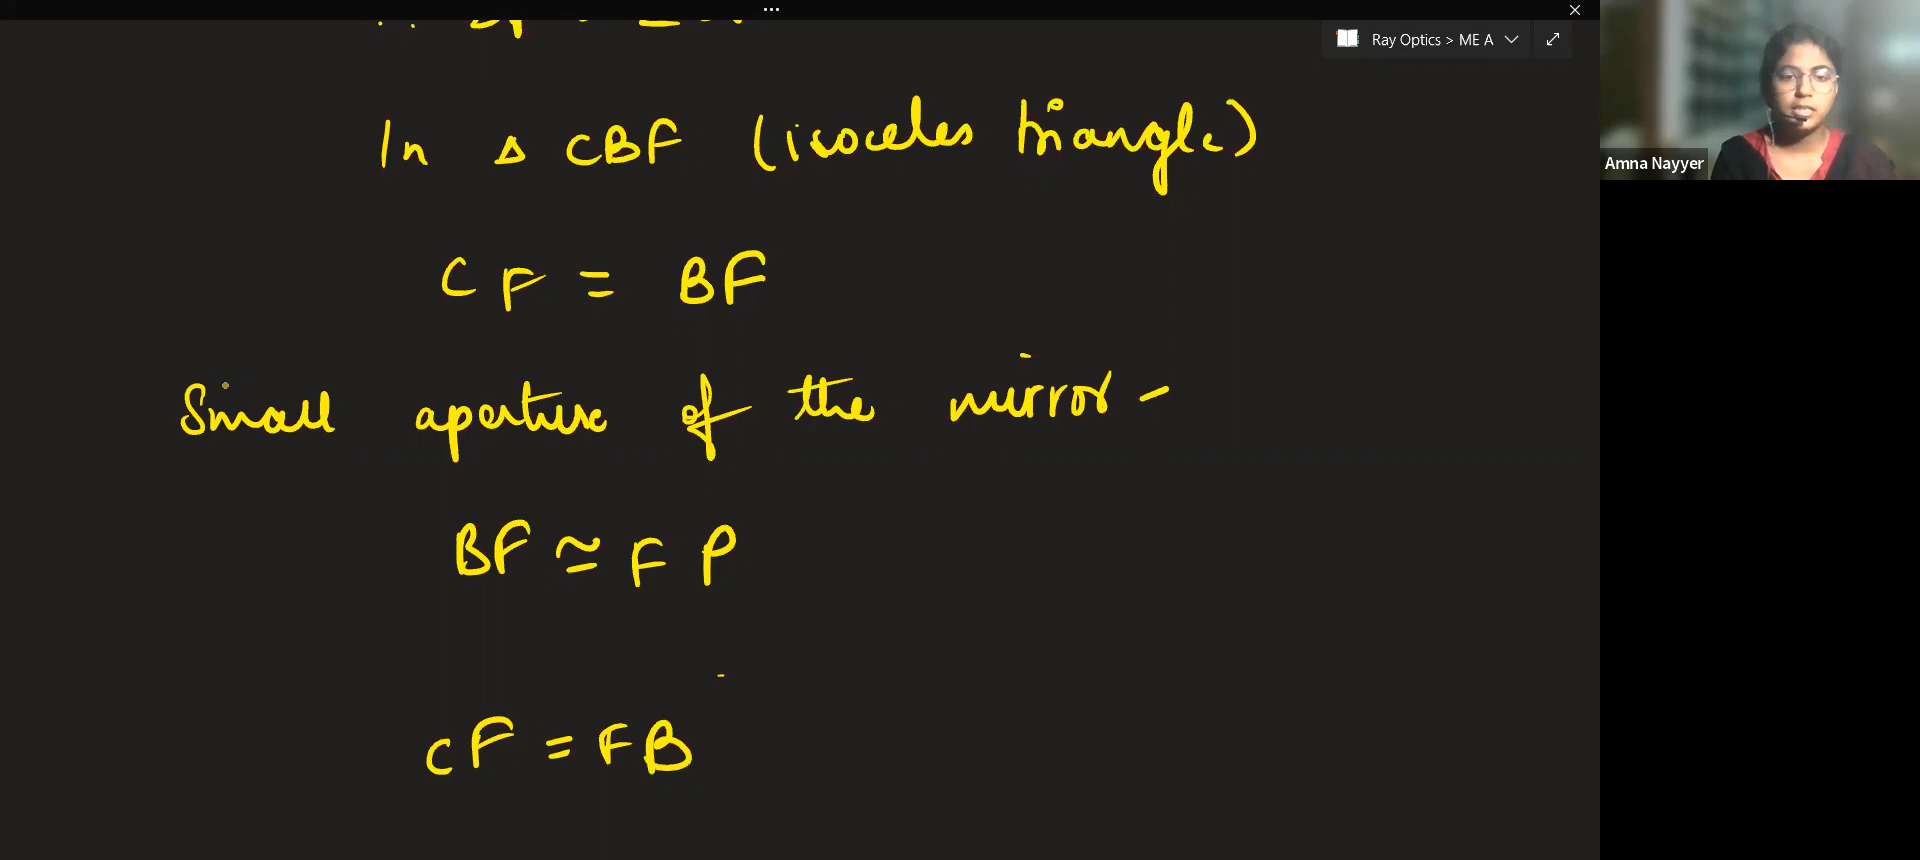 Ray Optics > ME A
Amna Nayyer
In Δ CBF (isoceles triangle)
CF = BF
Small aperture of the mirror -
BF ≅ FP
CF = FB